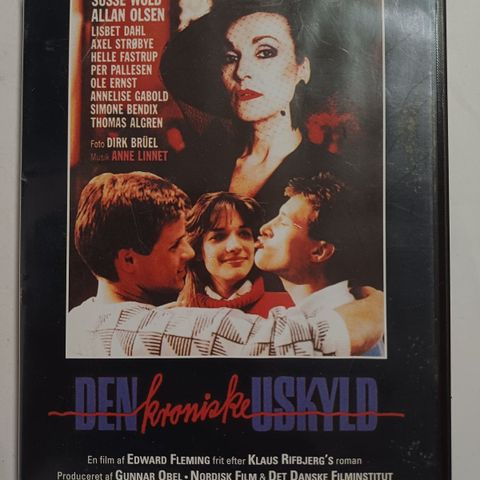 SUSSE WOLD
ALLAN OLSEN
LISBET DAHL
AXEL STRØBYE
HELLE FASTRUP
PER PALLESEN
OLE ERNST
ANNELISE GABOLD
SIMONE BENDIX
THOMAS ALGREN
Foto DIRK BRÜEL
Musik ANNE LINNET
DEN kroniske USKYLD
En film af EDWARD FLEMING frit efter KLAUS RIFBJERG'S roman
Produceret af GUNNAR OBEL • NORDISK FILM & DET DANSKE FILMINSTITUT